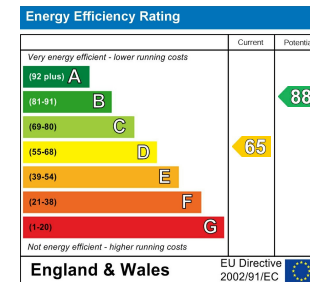 Energy Efficiency Rating
Current Potentia
Very energy efficient - lower running costs
(92 plus) A
(81-91) B
88
(69-80) C
(55-68) D
65
(39-54) E
(21-38) F
(1-20) G
Not energy efficient - higher running costs
England & Wales
EU Directive
2002/91/EC